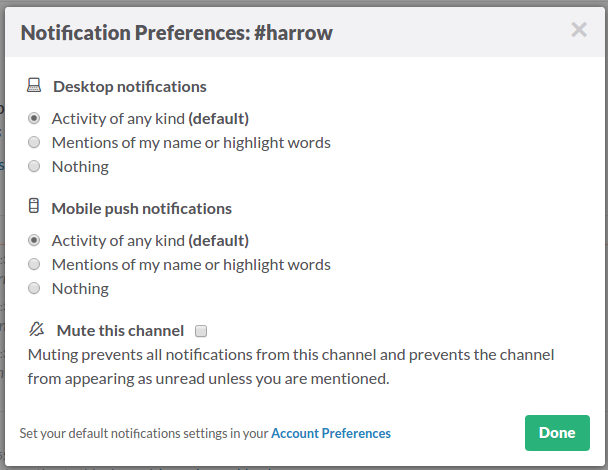 Notification Preferences: #harrow
Desktop notifications
Activity of any kind (default)
Mentions of my name or highlight words
Nothing
Mobile push notifications
Activity of any kind (default)
Mentions of my name or highlight words
Nothing
Mute this channel
Muting prevents all notifications from this channel and prevents the channel
from appearing as unread unless you are mentioned.
Set your default notifications settings in your Account Preferences
Done